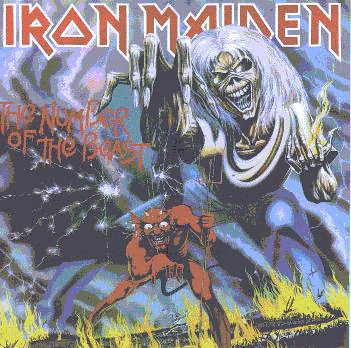 IRON MAIDEN
THE NUMBER
OF THE BEAST